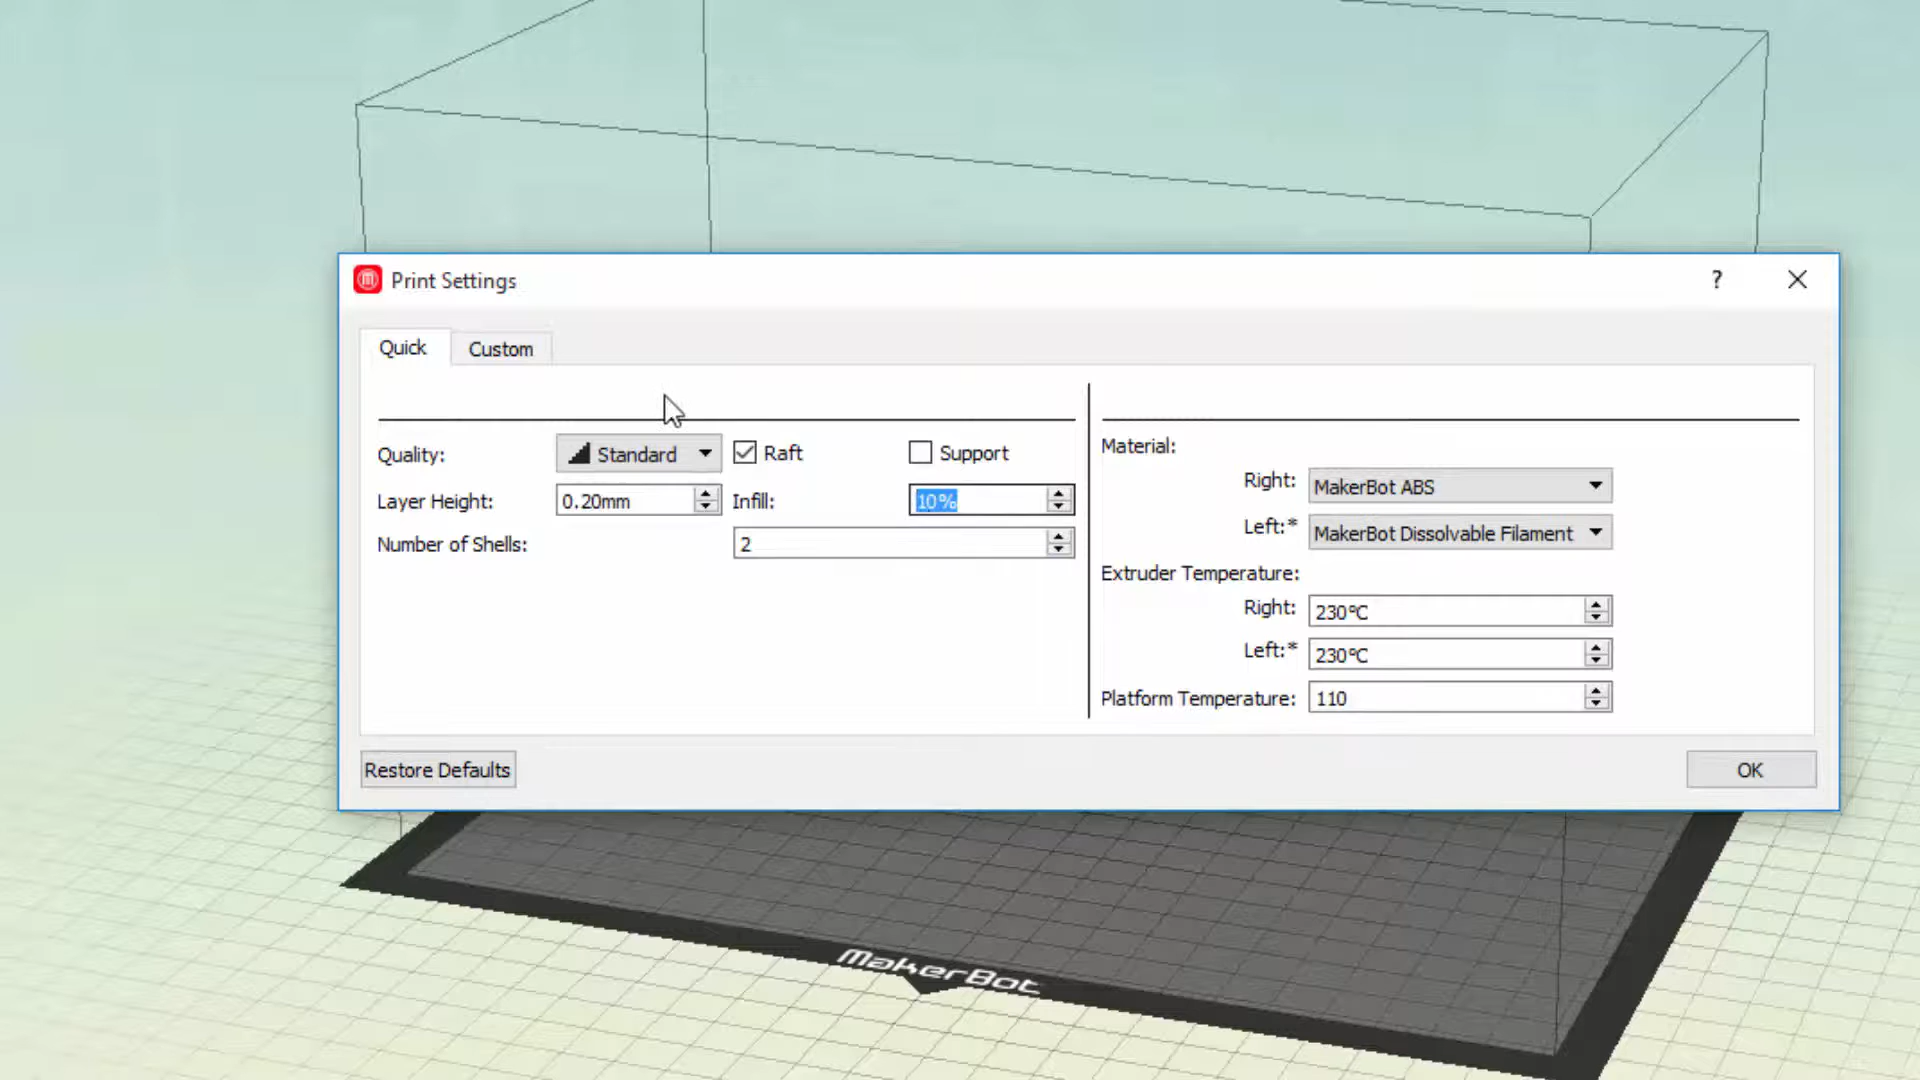 Print Settings
?
Quick Custom
Quality: Standard Raft Support
Layer Height: 0.20mm Infill: 10%
Number of Shells: 2
Material:
Right: MakerBot ABS
Left:* MakerBot Dissolvable Filament
Extruder Temperature:
Right: 230°C
Left:* 230°C
Platform Temperature: 110
Restore Defaults OK
MakerBot